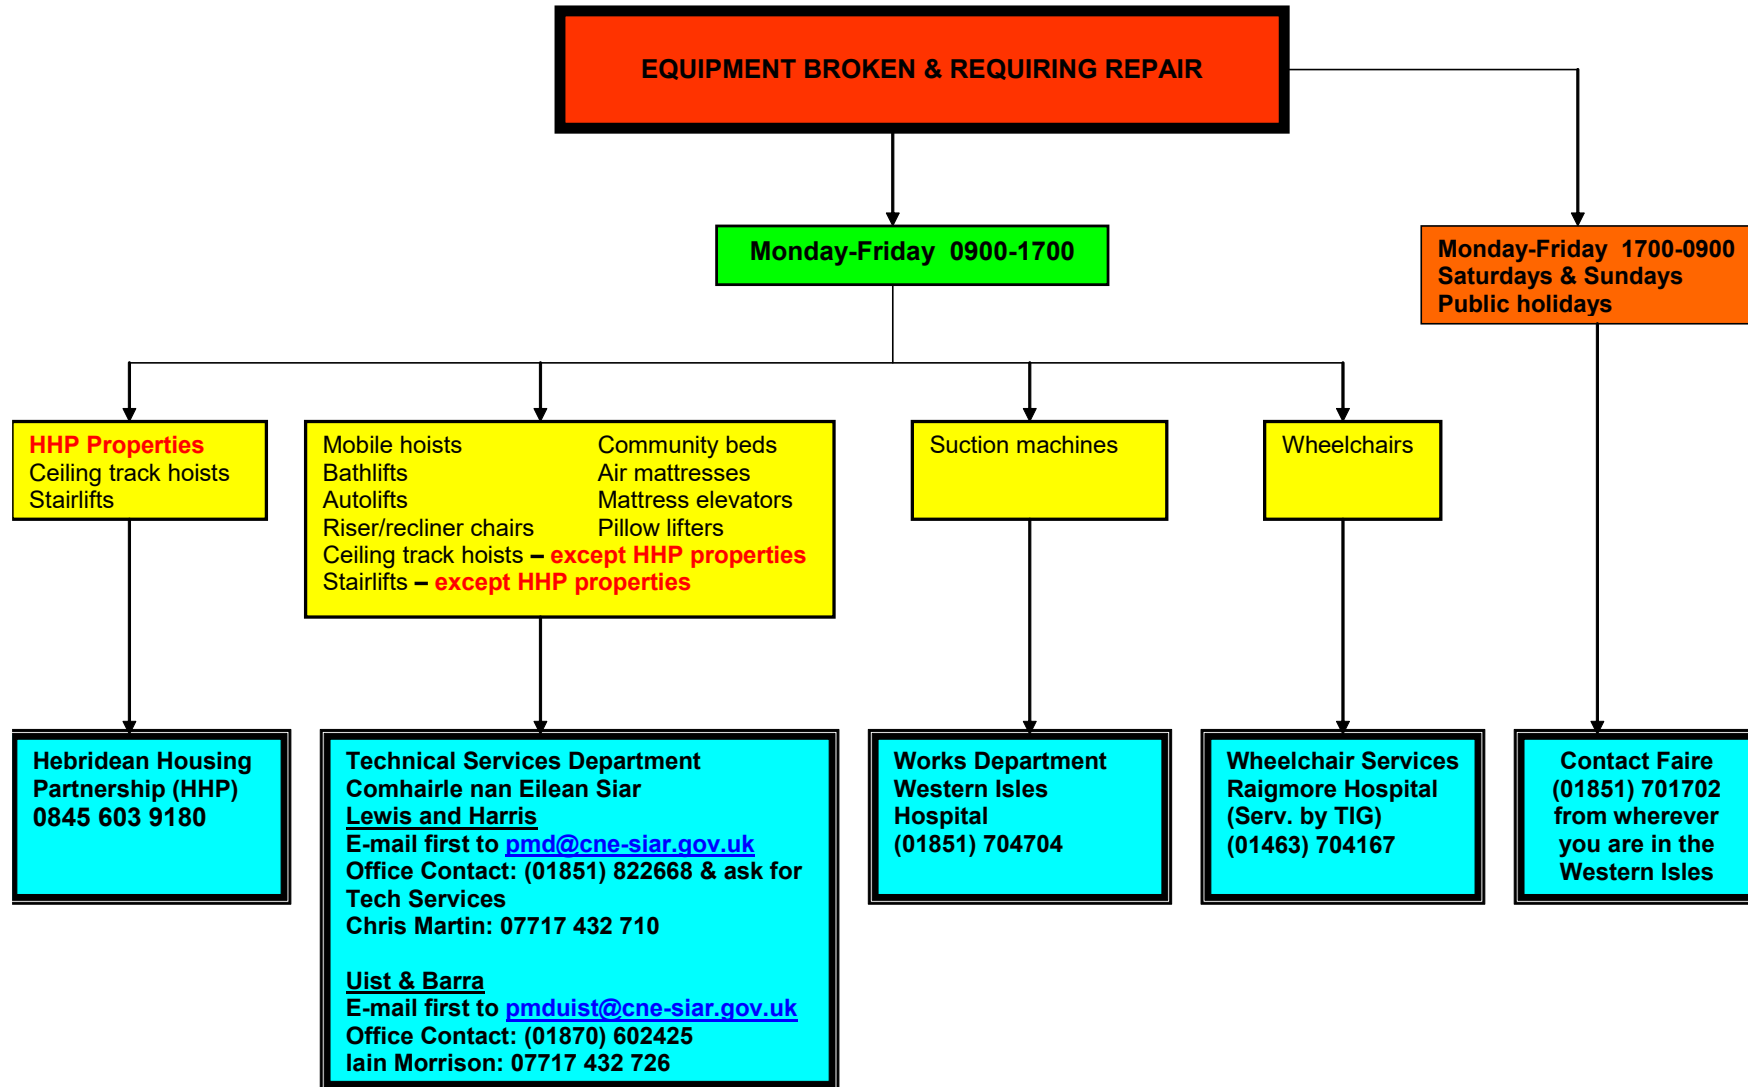 EQUIPMENT BROKEN & REQUIRING REPAIR
Monday-Friday 0900-1700
Monday-Friday 1700-0900
Saturdays & Sundays
Public holidays
HHP Properties
Ceiling track hoists
Stairlifts
Mobile hoists Community beds
Bathlifts Air mattresses
Autolifts Mattress elevators
Riser/recliner chairs Pillow lifters
Ceiling track hoists – except HHP properties
Stairlifts – except HHP properties
Suction machines
Wheelchairs
Hebridean Housing
Partnership (HHP)
0845 603 9180
Technical Services Department
Comhairle nan Eilean Siar
Lewis and Harris
E-mail first to pmd@cne-siar.gov.uk
Office Contact: (01851) 822668 & ask for
Tech Services
Chris Martin: 07717 432 710
Uist & Barra
E-mail first to pmduist@cne-siar.gov.uk
Office Contact: (01870) 602425
Iain Morrison: 07717 432 726
Works Department
Western Isles
Hospital
(01851) 704704
Wheelchair Services
Raigmore Hospital
(Serv. by TIG)
(01463) 704167
Contact Faire
(01851) 701702
from wherever
you are in the
Western Isles